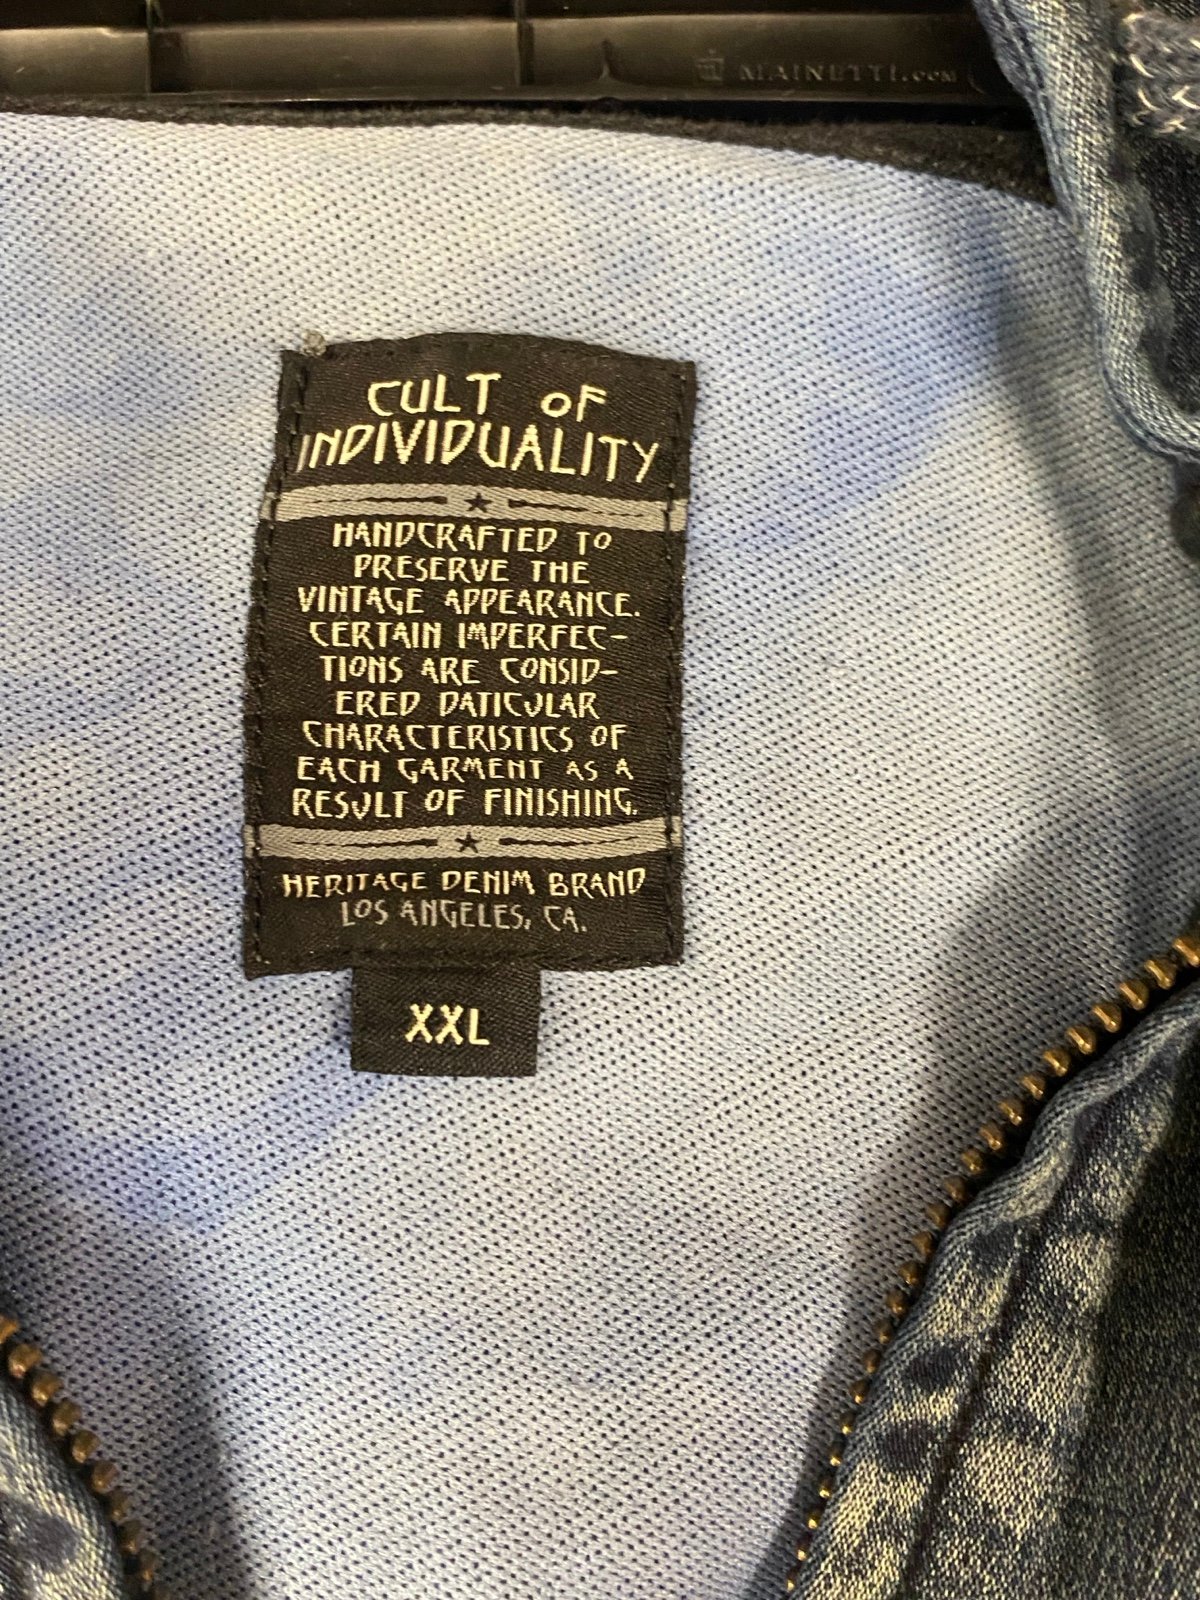 MAINETTI.COM
CULT OF
INDIVIDUALITY
HANDCRAFTED TO
PRESERVE THE
VINTAGE APPEARANCE.
CERTAIN IMPERFEC-
TIONS ARE CONSID-
ERED PATICULAR
CHARACTERISTICS OF
EACH GARMENT AS A
RESULT OF FINISHING.
HERITAGE DENIM BRAND
LOS ANGELES, CA.
XXL